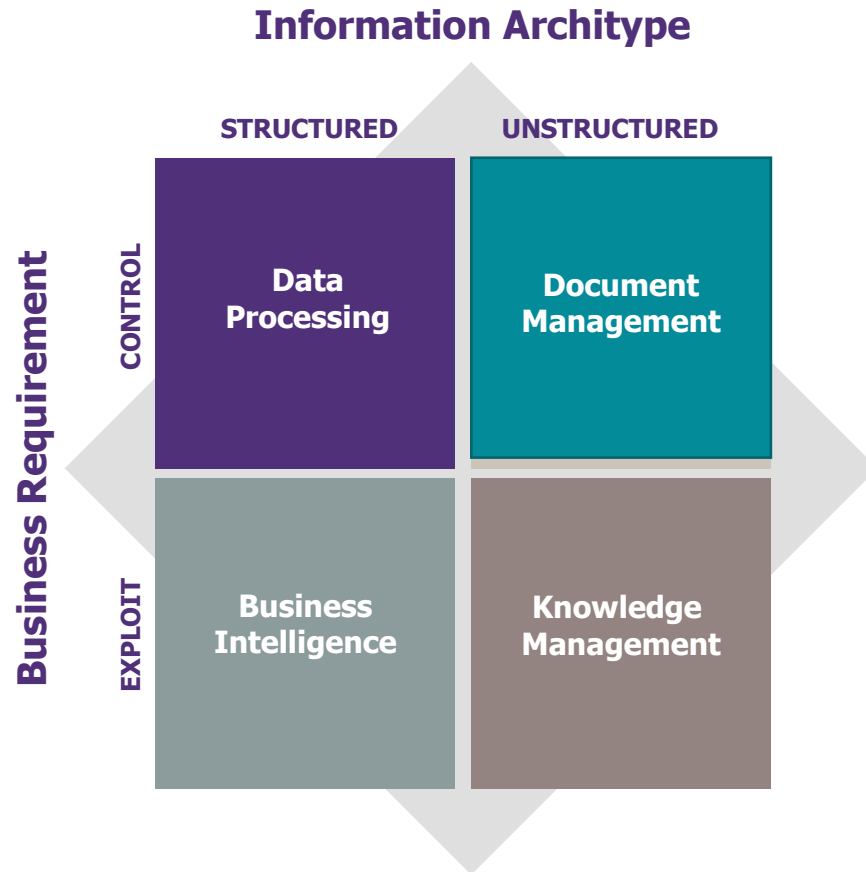 Information Architype
STRUCTURED
UNSTRUCTURED
Business Requirement
CONTROL
Data
Processing
Document
Management
EXPLOIT
Business
Intelligence
Knowledge
Management